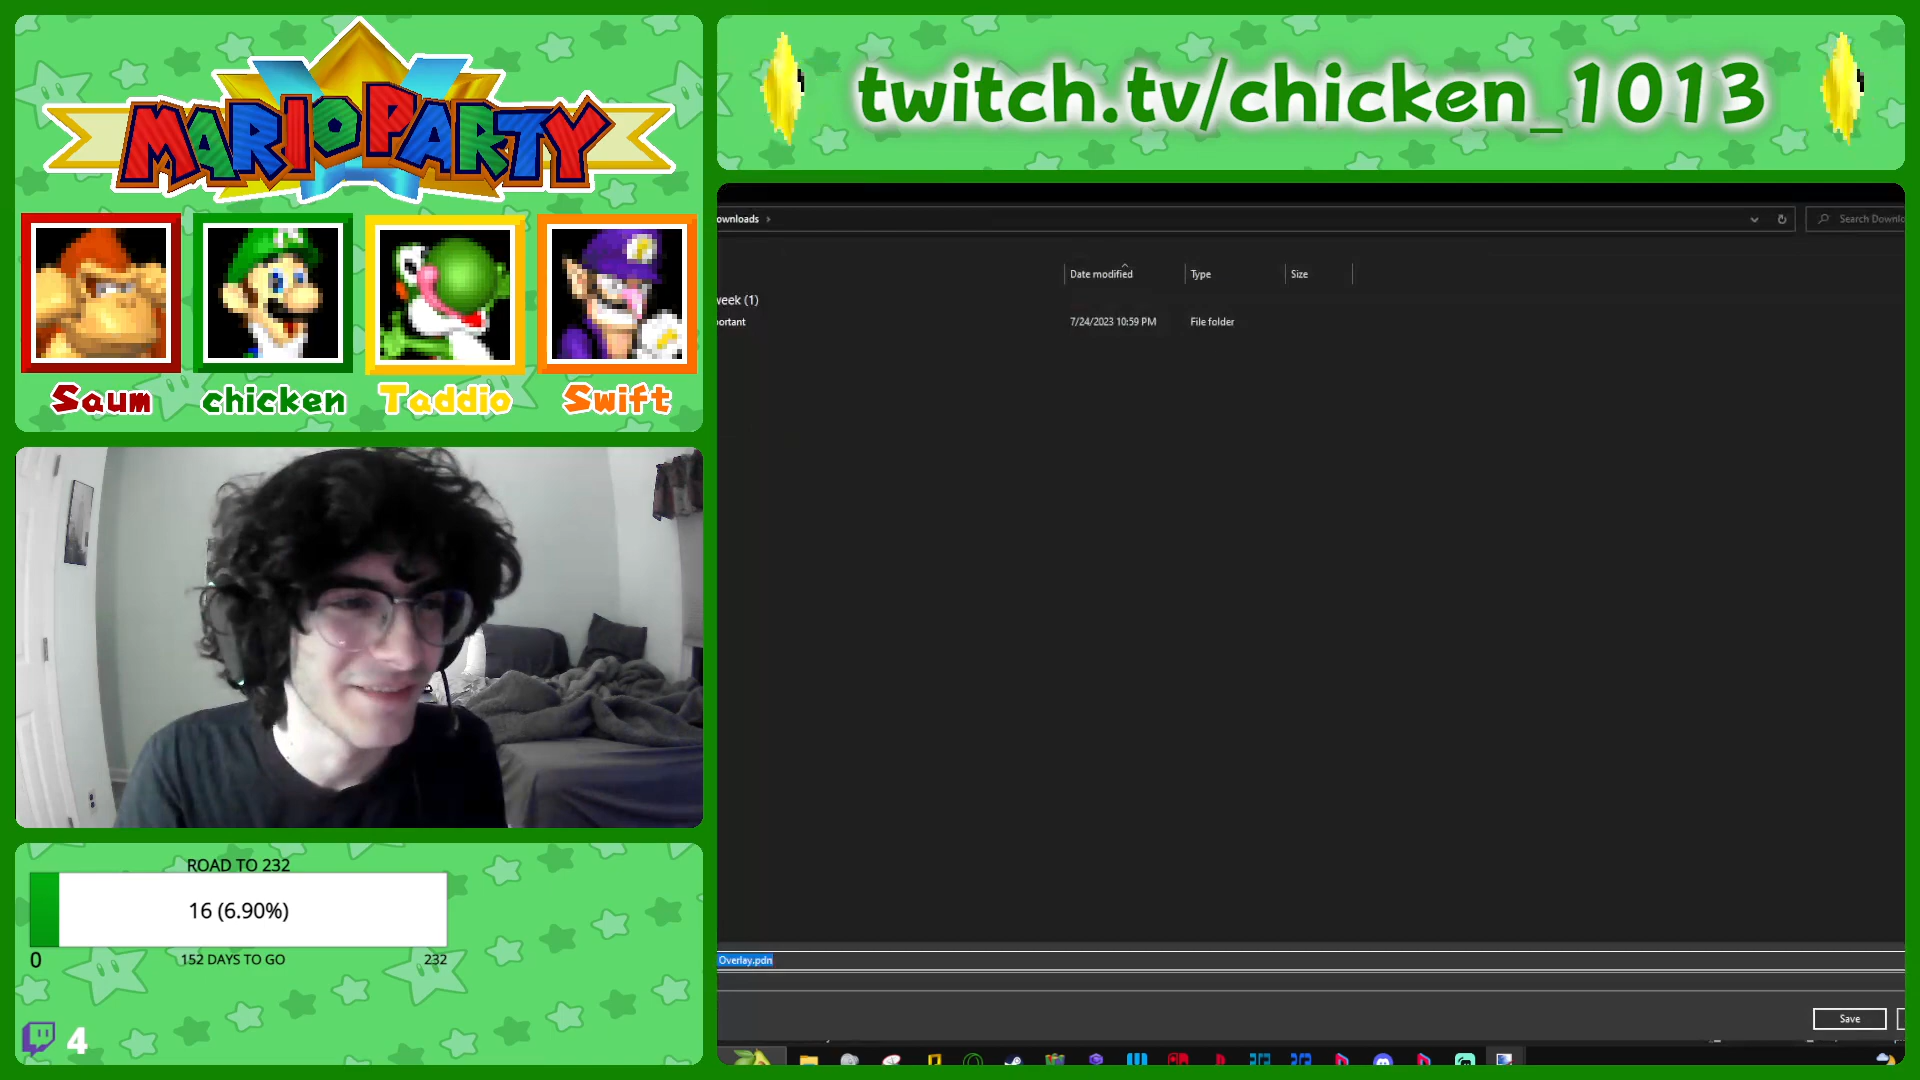 MARIO PARTY
Saum
chicken
Taddio
Swift
twitch.tv/chicken_1013
ownloads
Search Downlo
Date modified
Type
Size
week (1)
portant
7/24/2023 10:59 PM
File folder
Overlay.pdn
Save
ROAD TO 232
16 (6.90%)
0
152 DAYS TO GO
232
4